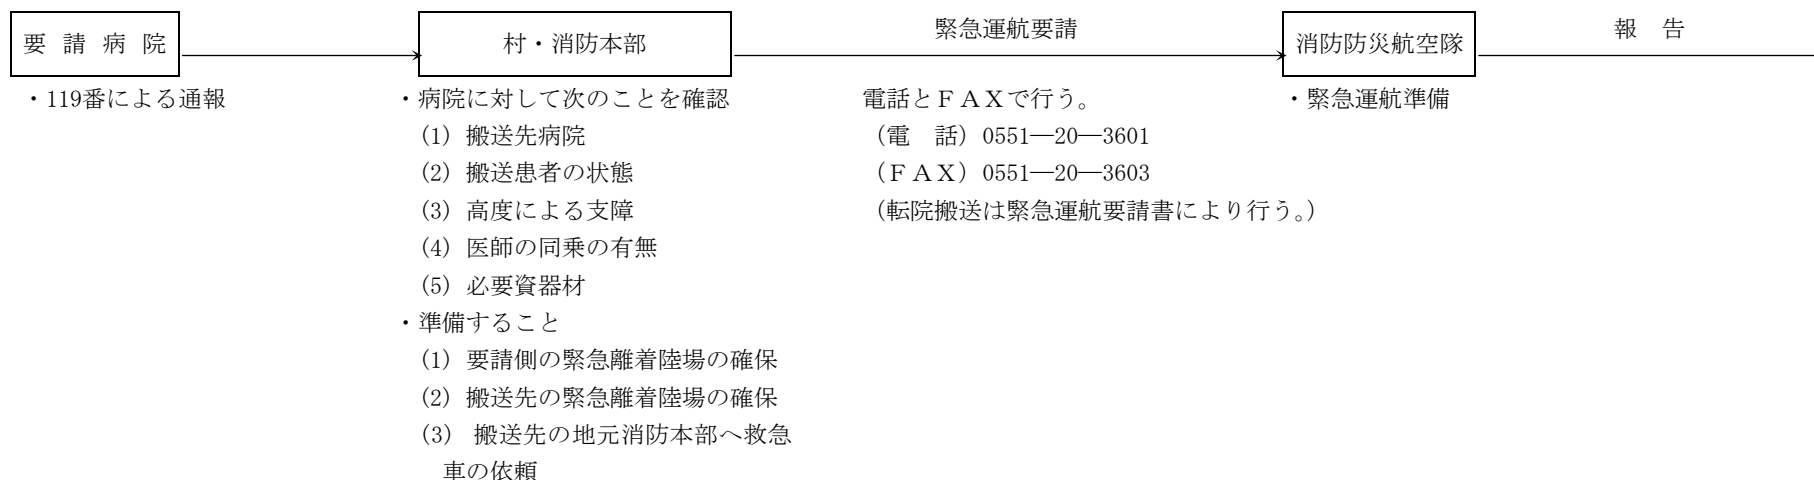 要 請 病 院
・119番による通報
村・消防本部
・病院に対して次のことを確認
(1) 搬送先病院
(2) 搬送患者の状態
(3) 高度による支障
(4) 医師の同乗の有無
(5) 必要資器材
・準備すること
(1) 要請側の緊急離着陸場の確保
(2) 搬送先の緊急離着陸場の確保
(3) 搬送先の地元消防本部へ救急
車の依頼
緊急運航要請
電話とＦＡＸで行う。
（電　話）0551―20―3601
（ＦＡＸ）0551―20―3603
（転院搬送は緊急運航要請書により行う。）
消防防災航空隊
・緊急運航準備
報　告